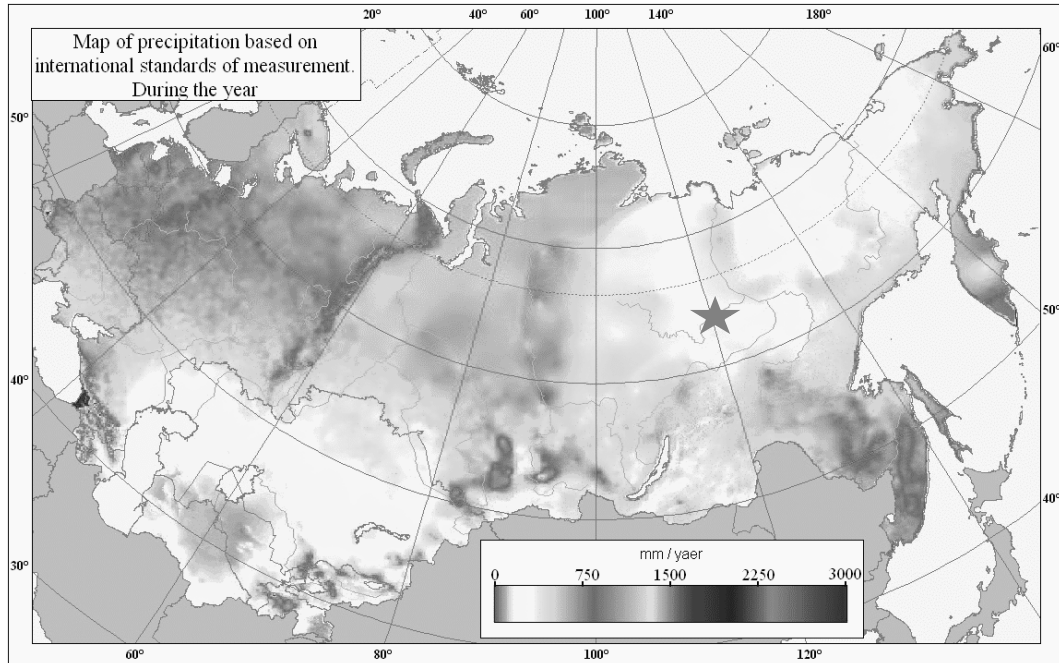 20° 40° 60° 100° 140° 180°
Map of precipitation based on
international standards of measurement.
During the year
60°
50°
50°
40°
40°
30°
mm / yaer
0 750 1500 2250 3000
60° 80° 100° 120°